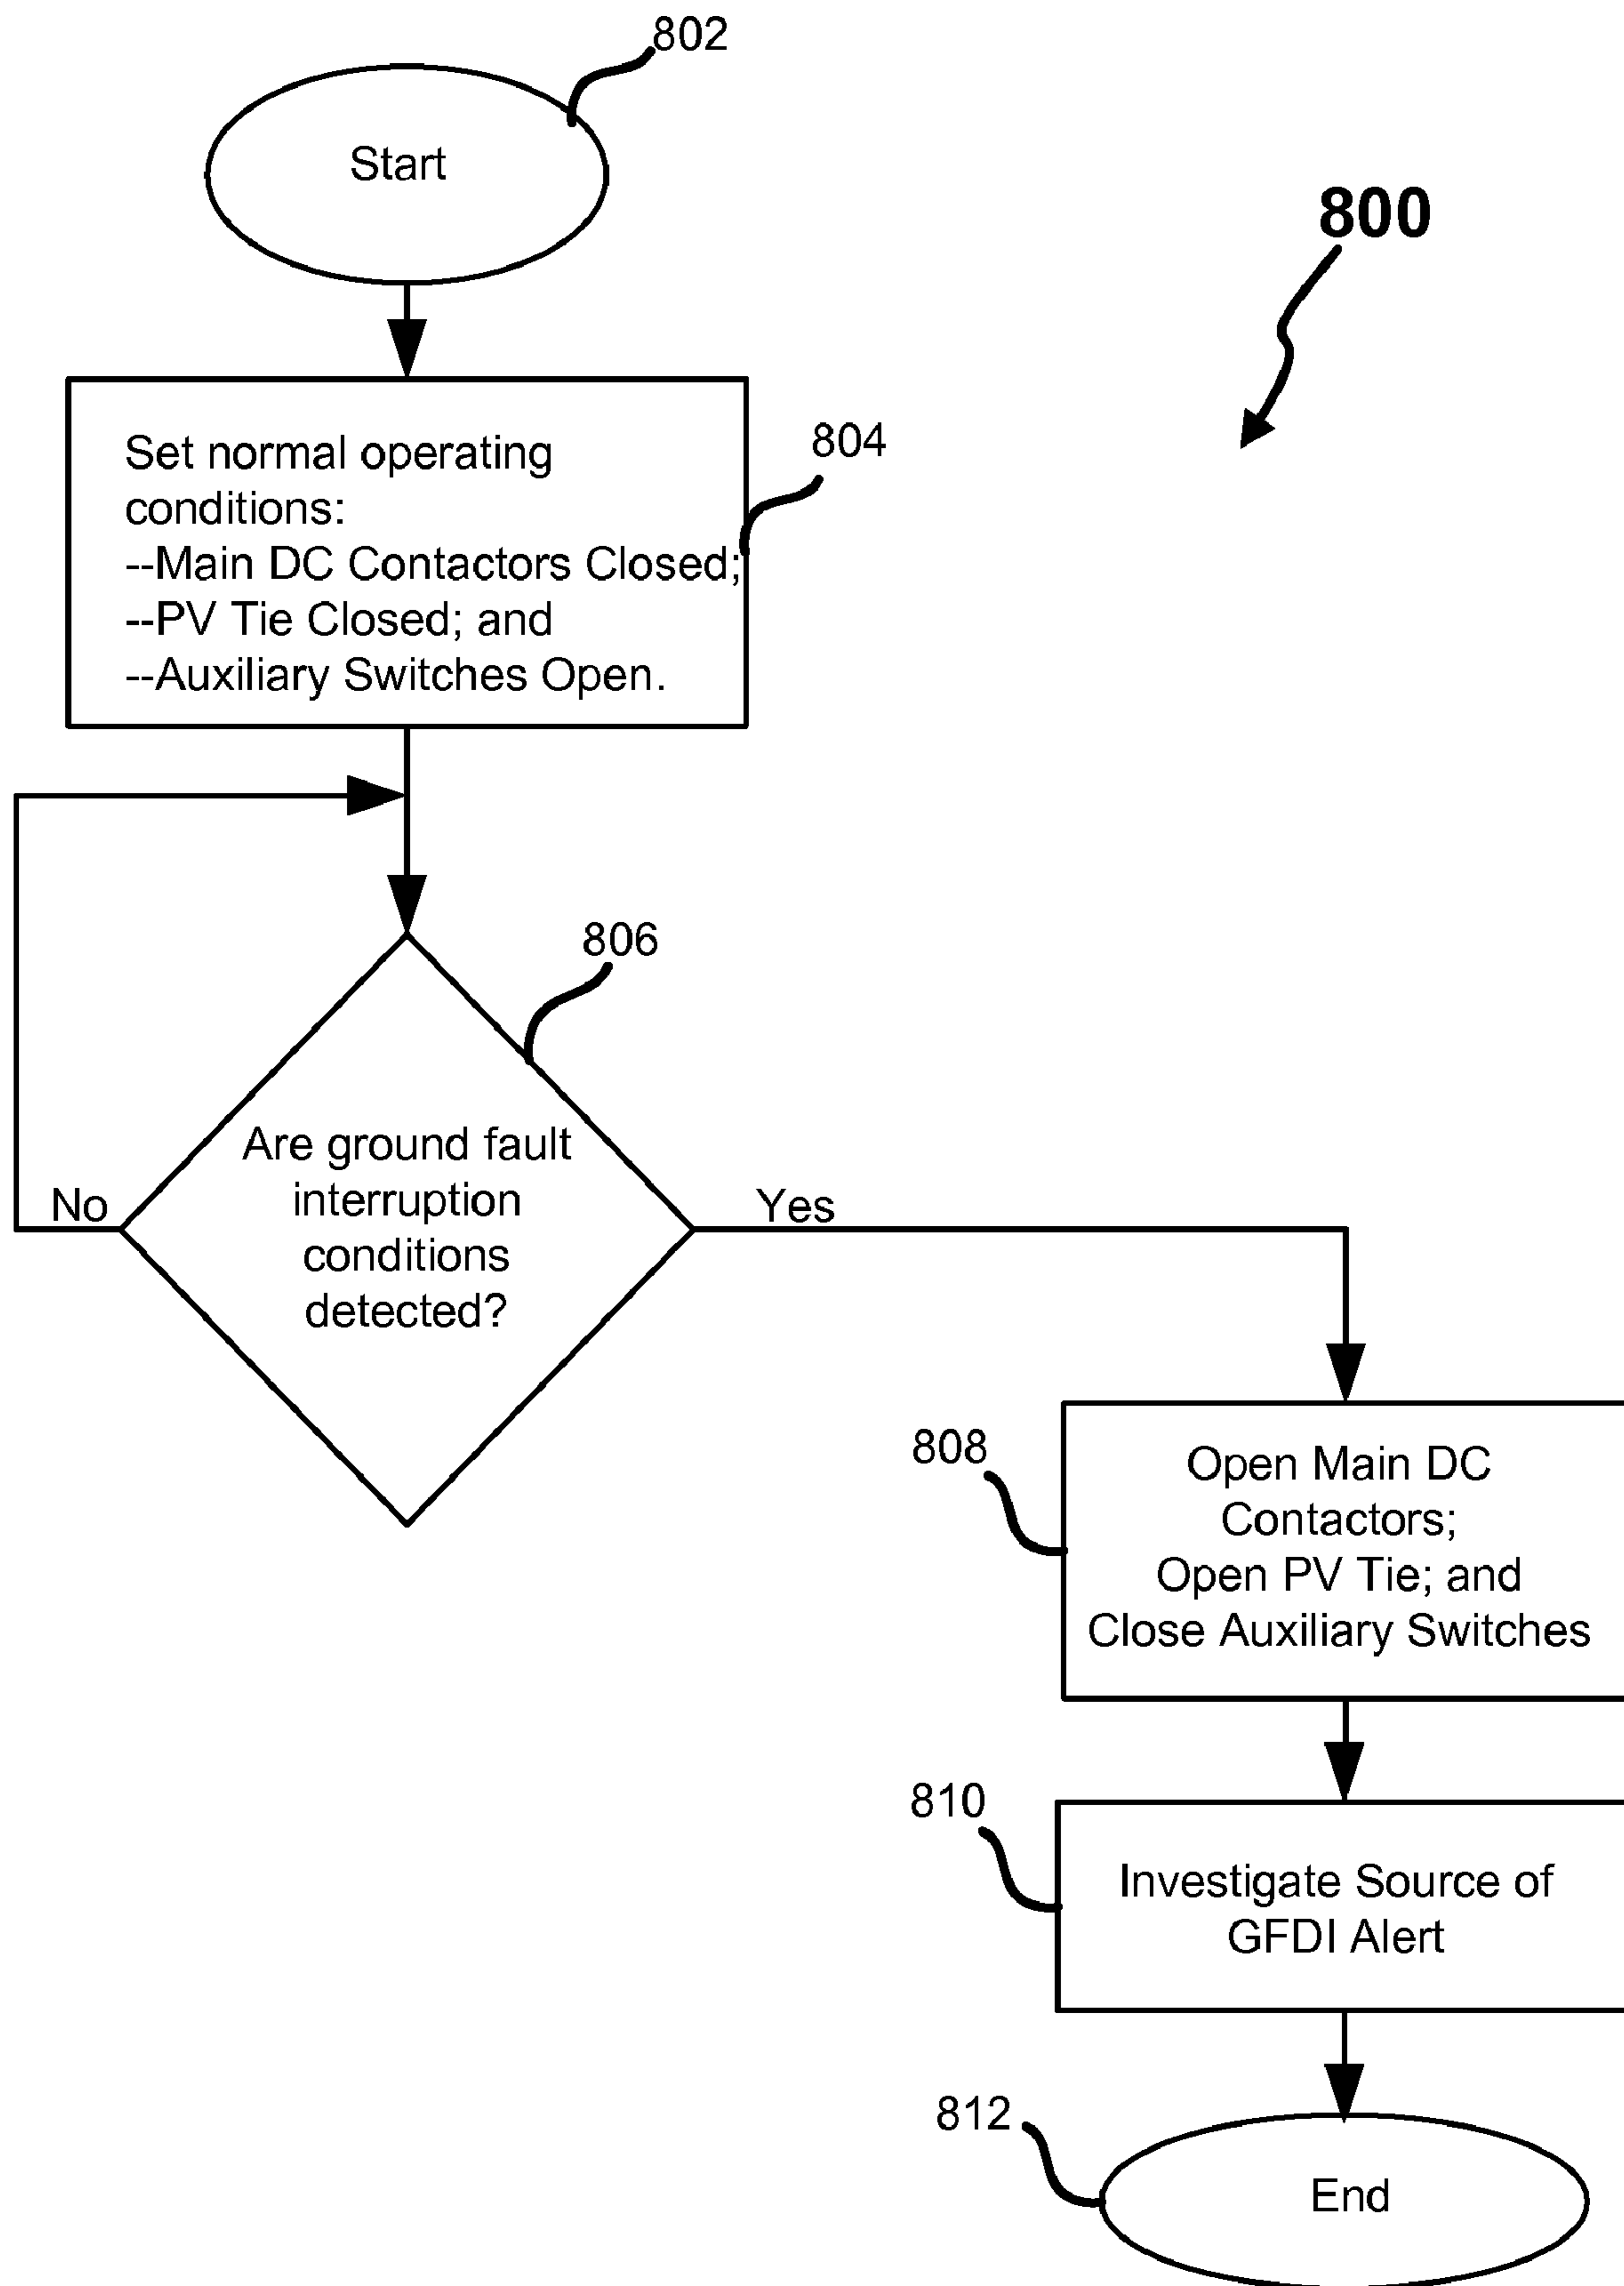 802
Start
800
804
Set normal operating
conditions:
--Main DC Contactors Closed;
--PV Tie Closed; and
--Auxiliary Switches Open.
806
Are ground fault
interruption
conditions
detected?
No
Yes
808
Open Main DC
Contactors;
Open PV Tie; and
Close Auxiliary Switches
810
Investigate Source of
GFDI Alert
812
End